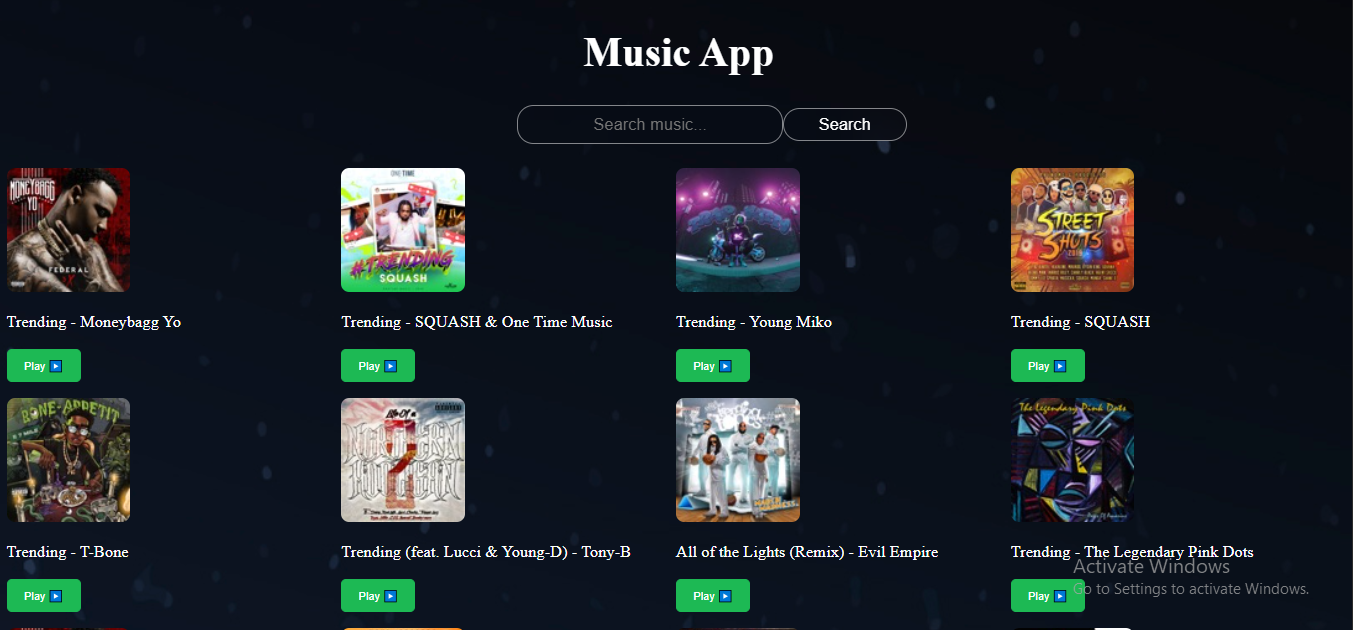 Music App
Search music...
Search
MONEYBAGG
YO
FEDERAL
ONE TIME
#TRENDING
SQUASH
STREET
SHOTS
2018
Trending - Moneybagg Yo
Trending - SQUASH & One Time Music
Trending - Young Miko
Trending - SQUASH
Play
Play
Play
Play
BONE-APPETIT
Life Of a
The Legendary Pink Dots
Trending - T-Bone
Trending (feat. Lucci & Young-D) - Tony-B
All of the Lights (Remix) - Evil Empire
Trending - The Legendary Pink Dots
Activate Windows
Go to Settings to activate Windows.
Play
Play
Play
Play